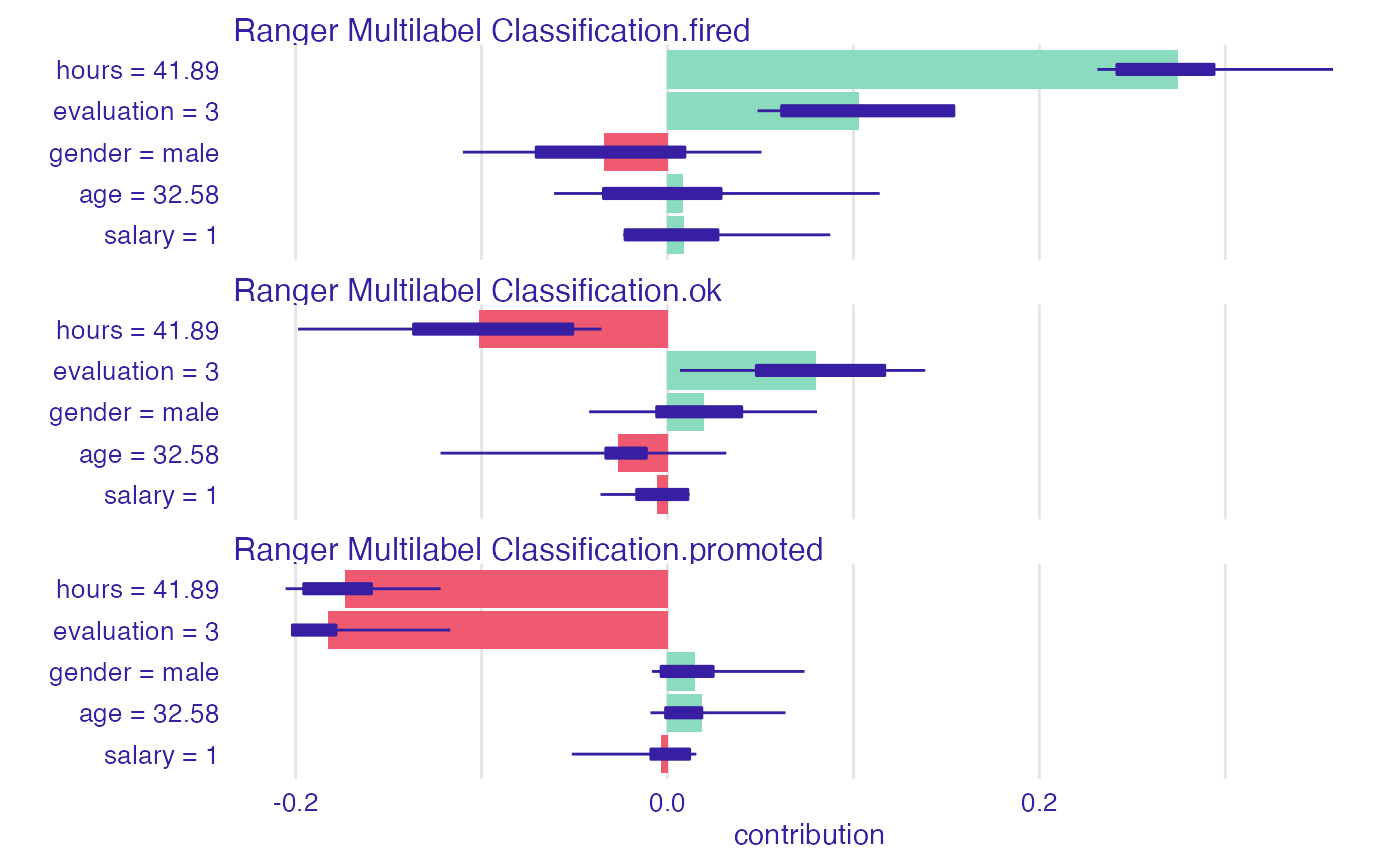 Ranger Multilabel Classification.fired
hours = 41.89
evaluation = 3
gender = male
age = 32.58
salary = 1
Ranger Multilabel Classification.ok
hours = 41.89
evaluation = 3
gender = male
age = 32.58
salary = 1
Ranger Multilabel Classification.promoted
hours = 41.89
evaluation = 3
gender = male
age = 32.58
salary = 1
-0.2 0.0 0.2
contribution